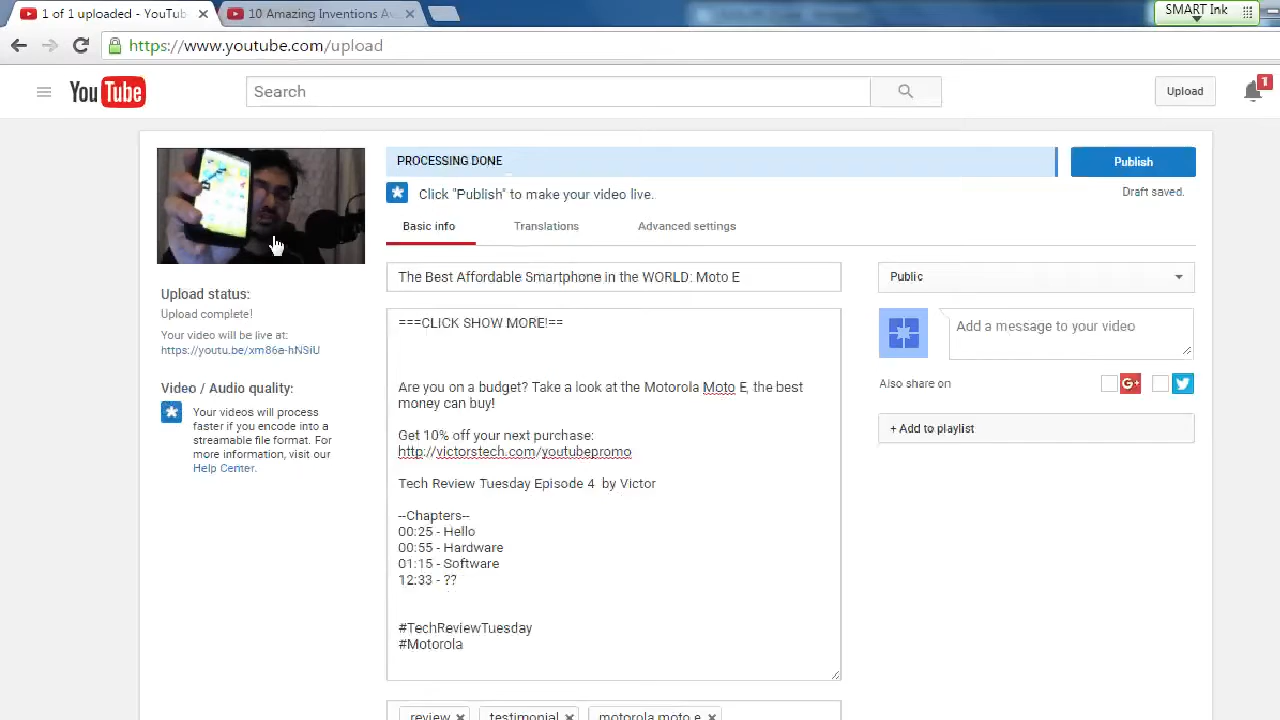 1 of 1 uploaded - YouTu
10 Amazing Inventions Av
SMART Ink
https://www.youtube.com/upload
YouTube
Search
Upload
1
PROCESSING DONE
Publish
Click "Publish" to make your video live.
Draft saved.
Basic info
Translations
Advanced settings
The Best Affordable Smartphone in the WORLD: Moto E
Public
===CLICK SHOW MORE!==
Add a message to your video
Upload status:
Upload complete!
Your video will be live at:
https://youtu.be/xm86a-hNSiU
Also share on
G+
Video / Audio quality:
Your videos will process
faster if you encode into a
streamable file format. For
more information, visit our
Help Center.
Are you on a budget? Take a look at the Motorola Moto E, the best
money can buy!
+ Add to playlist
Get 10% off your next purchase:
http://victorstech.com/youtubepromo
Tech Review Tuesday Episode 4  by Victor
--Chapters--
00:25 - Hello
00:55 - Hardware
01:15 - Software
12:33 - ??
#TechReviewTuesday
#Motorola
review
testimonial
motorola moto e